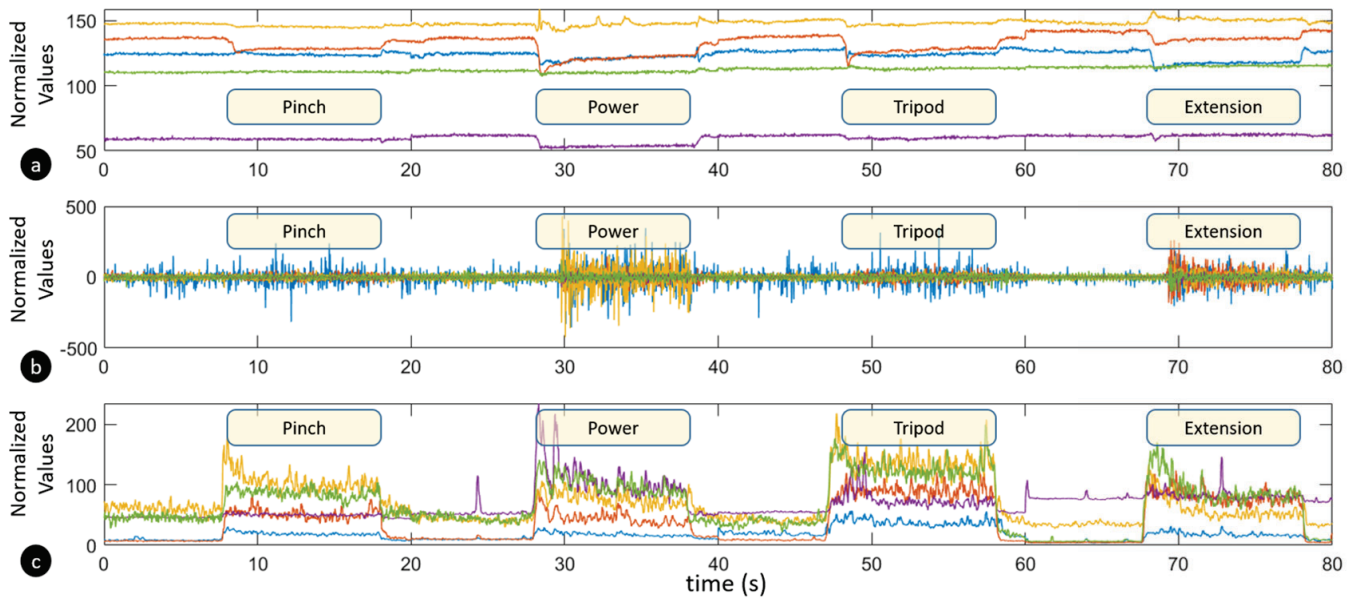 Normalized
Values
150
100
50
Pinch
Power
Tripod
Extension
a
0
10
20
30
40
50
60
70
80
Normalized
Values
500
0
-500
Pinch
Power
Tripod
Extension
b
0
10
20
30
40
50
60
70
80
Normalized
Values
200
100
0
Pinch
Power
Tripod
Extension
c
0
10
20
30
40
50
60
70
80
time (s)